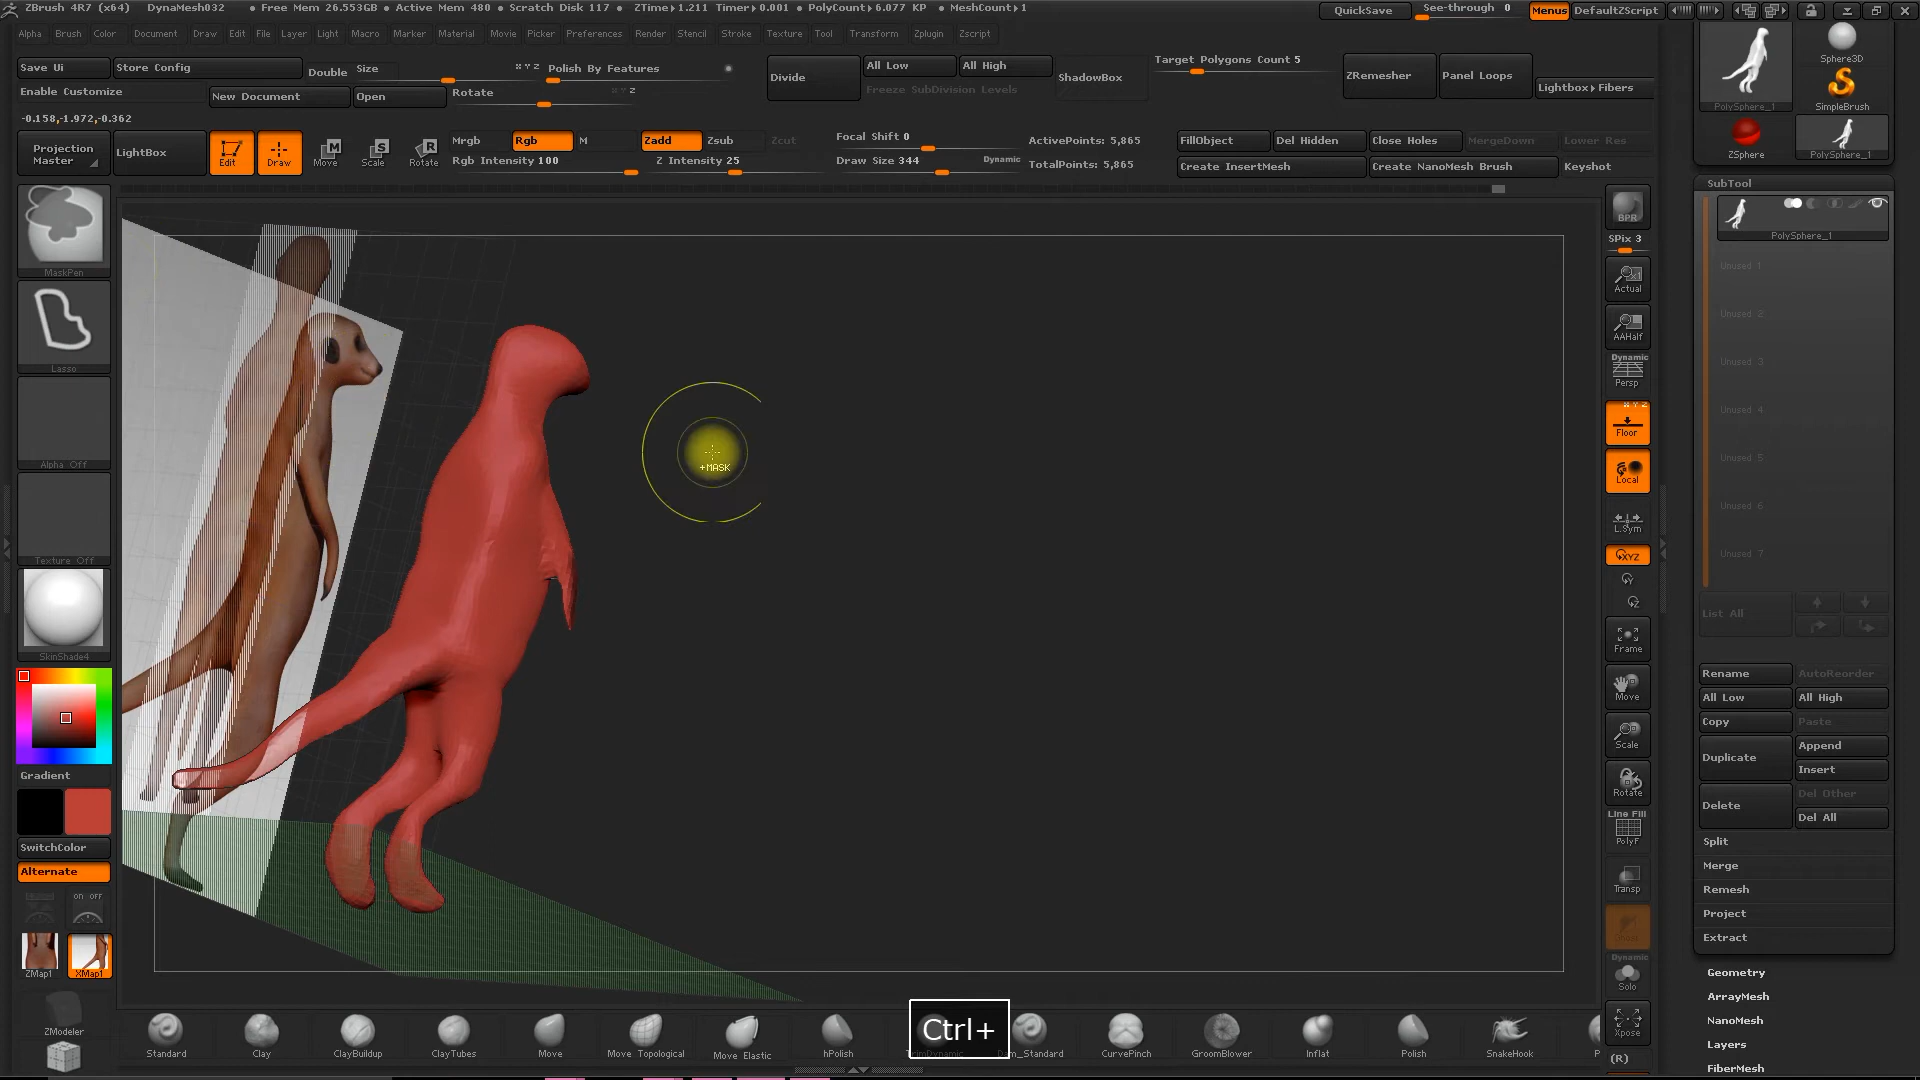 ZBrush 4R7 (x64) DynaMesh032 • Free Mem 26.553GB • Active Mem 480 • Scratch Disk 117 • ZTime▸1.211 Timer▸0.001 • PolyCount▸6.077 KP • MeshCount▸1
QuickSave See-through 0 Menus DefaultZScript
Alpha Brush Color Document Draw Edit File Layer Light Macro Marker Material Movie Picker Preferences Render Stencil Stroke Texture Tool Transform Zplugin Zscript
Save Ui Store Config Double Size X Y Z Polish By Features
Enable Customize New Document Open Rotate
Divide All Low All High ShadowBox
Freeze SubDivision Levels
Target Polygons Count 5
ZRemesher Panel Loops Lightbox▸Fibers
-0.158,-1.972,-0.362
Projection Master LightBox Edit Draw Move Scale Rotate
Mrgb Rgb M Zadd Zsub Zcut
Rgb Intensity 100 Z Intensity 25
Focal Shift 0
Draw Size 344 Dynamic
ActivePoints: 5,865
TotalPoints: 5,865
FillObject Del Hidden Close Holes MergeDown Lower Res
Create InsertMesh Create NanoMesh Brush Keyshot
PolySphere_1
Sphere3D
SimpleBrush
ZSphere
PolySphere_1
SubTool
PolySphere_1
Unused 1
Unused 2
Unused 3
Unused 4
Unused 5
Unused 6
Unused 7
List All
Rename AutoReorder
All Low All High
Copy Paste
Duplicate Append
Insert
Delete Del Other
Del All
Split
Merge
Remesh
Project
Extract
Geometry
ArrayMesh
NanoMesh
Layers
FiberMesh
MaskPen
Lasso
Alpha Off
Texture Off
SkinShade4
Gradient
SwitchColor
Alternate
on off
ZMap1 XMap1
ZModeler
+MASK
BPR
SPix 3
Actual
AAHalf
Dynamic
Persp
X Y Z
Floor
Local
L.Sym
XYZ
Frame
Move
Scale
Rotate
Line Fill
PolyF
Transp
Dynamic
Solo
Xpose
(R)
Ctrl+
Standard Clay ClayBuildup ClayTubes Move Move Topological Move Elastic hPolish TrimDynamic Dam_Standard CurvePinch GroomBlower Inflat Polish SnakeHook